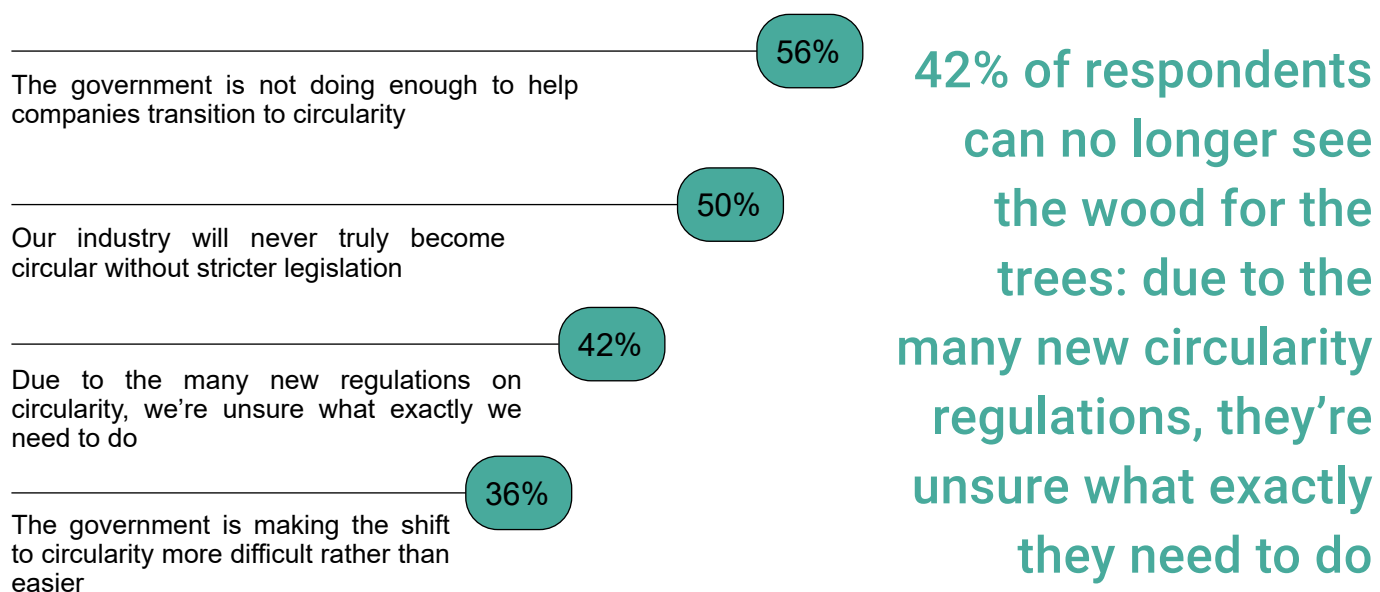 56%
The government is not doing enough to help
companies transition to circularity
50%
Our industry will never truly become
circular without stricter legislation
42%
Due to the many new regulations on
circularity, we’re unsure what exactly we
need to do
36%
The government is making the shift
to circularity more difficult rather than
easier
42% of respondents
can no longer see
the wood for the
trees: due to the
many new circularity
regulations, they’re
unsure what exactly
they need to do